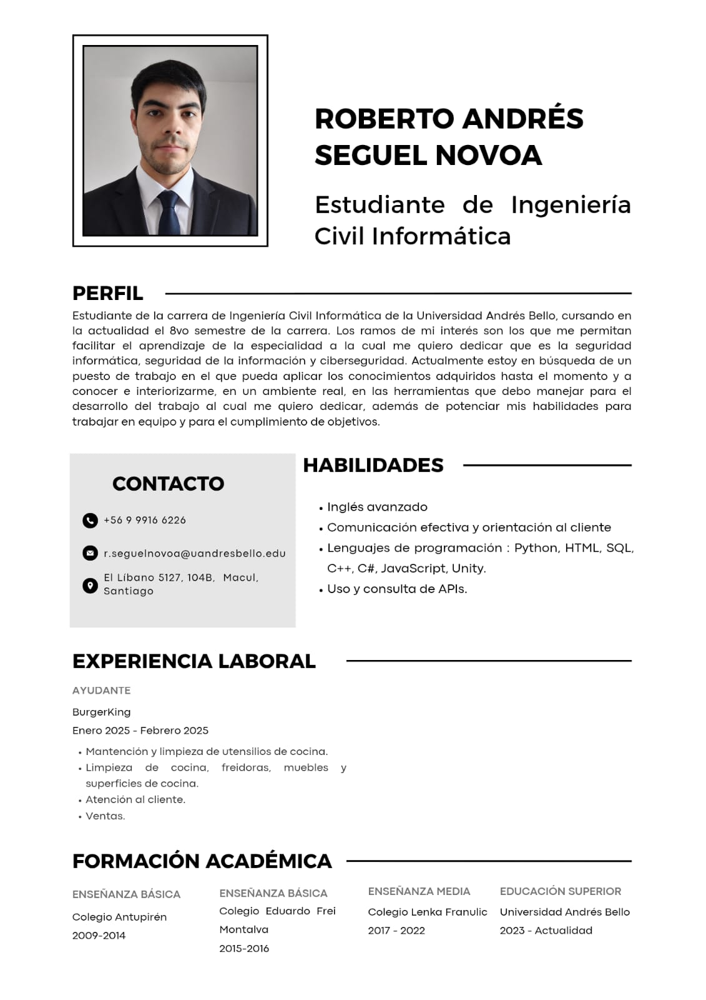 ROBERTO ANDRÉS
SEGUEL NOVOA
Estudiante de Ingeniería
Civil Informática
PERFIL
Estudiante de la carrera de Ingeniería Civil Informática de la Universidad Andrés Bello, cursando en
la actualidad el 8vo semestre de la carrera. Los ramos de mi interés son los que me permitan
facilitar el aprendizaje de la especialidad a la cual me quiero dedicar que es la seguridad
informática, seguridad de la información y ciberseguridad. Actualmente estoy en búsqueda de un
puesto de trabajo en el que pueda aplicar los conocimientos adquiridos hasta el momento y a
conocer e interiorizarme, en un ambiente real, en las herramientas que debo manejar para el
desarrollo del trabajo al cual me quiero dedicar, además de potenciar mis habilidades para
trabajar en equipo y para el cumplimiento de objetivos.
CONTACTO
+56 9 9916 6226
r.seguelnovoa@uandresbello.edu
El Líbano 5127, 104B, Macul,
Santiago
HABILIDADES
• Inglés avanzado
• Comunicación efectiva y orientación al cliente
• Lenguajes de programación : Python, HTML, SQL,
C++, C#, JavaScript, Unity.
• Uso y consulta de APIs.
EXPERIENCIA LABORAL
AYUDANTE
BurgerKing
Enero 2025 - Febrero 2025
• Mantención y limpieza de utensilios de cocina.
• Limpieza de cocina, freidoras, muebles y
superficies de cocina.
• Atención al cliente.
• Ventas.
FORMACIÓN ACADÉMICA
ENSEÑANZA BÁSICA
Colegio Antupirén
2009-2014
ENSEÑANZA BÁSICA
Colegio Eduardo Frei
Montalva
2015-2016
ENSEÑANZA MEDIA
Colegio Lenka Franulic
2017 - 2022
EDUCACIÓN SUPERIOR
Universidad Andrés Bello
2023 - Actualidad